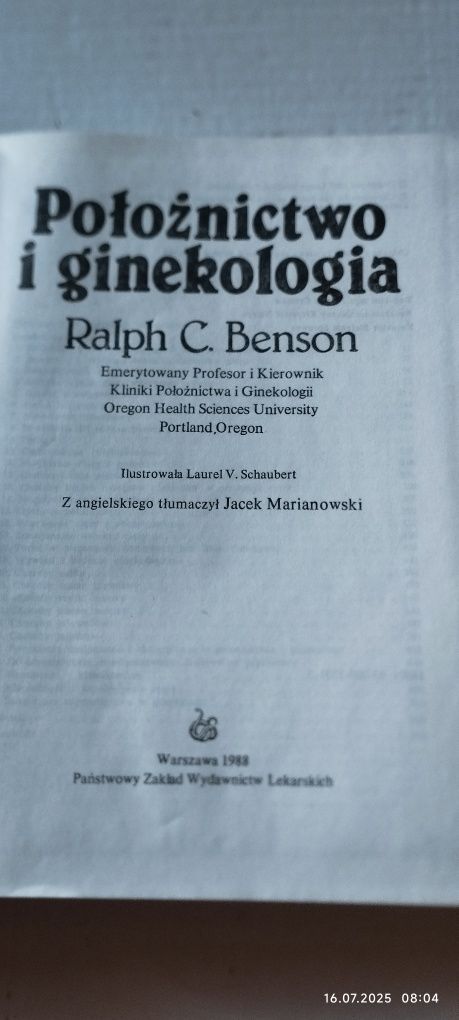 Położnictwo
i ginekologia
Ralph C. Benson
Emerytowany Profesor i Kierownik
Kliniki Położnictwa i Ginekologii
Oregon Health Sciences University
Portland,Oregon
Ilustrowała Laurel V. Schaubert
Z angielskiego tłumaczył Jacek Marianowski
Warszawa 1988
Państwowy Zakład Wydawnictw Lekarskich
16.07.2025 08:04